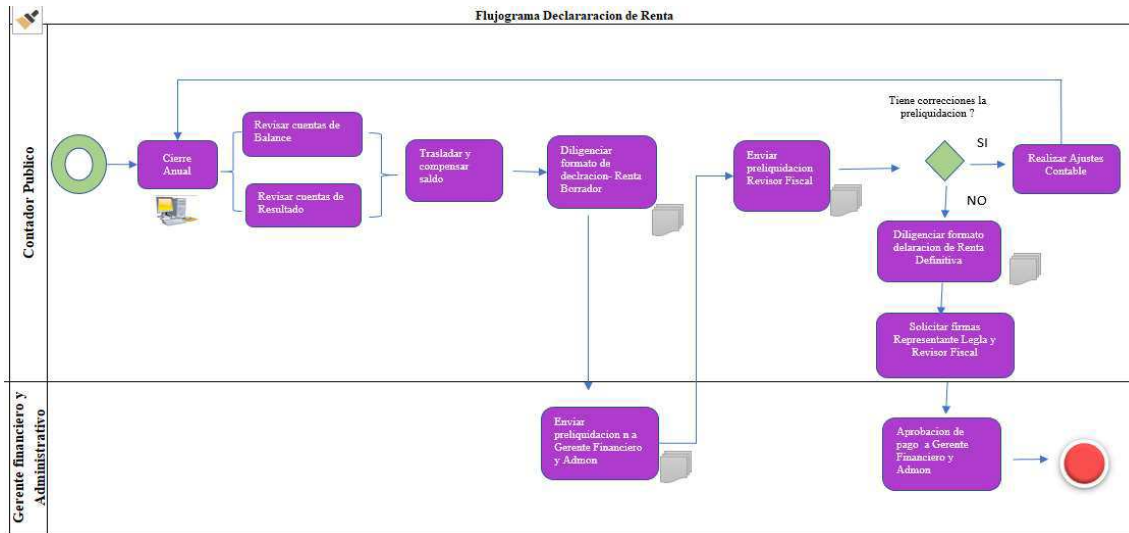 Flujograma Declararacion de Renta
Contador Publico
Cierre
Anual
Revisar cuentas de
Balance
Revisar cuentas de
Resultado
Trasladar y
compensar
saldo
Diligenciar
formato de
declracion- Renta
Borrador
Enviar
preliquidacion
Revisor Fiscal
Tiene correcciones la
preliquidacion ?
SI
Realizar Ajustes
Contable
NO
Diligenciar formato
delaracion de Renta
Definitiva
Solicitar firmas
Representante Legla y
Revisor Fiscal
Gerente financiero y
Administrativo
Enviar
preliquidacion n a
Gerente Financiero
y Admon
Aprobacion de
pago a Gerente
Financiero y
Admon